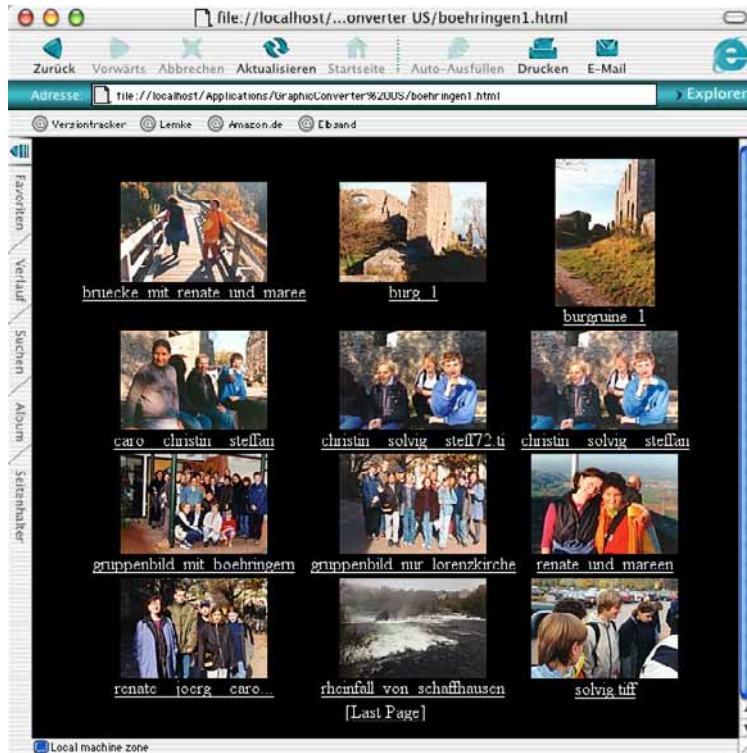 file://localhost/...onverter US/boehringen1.html
Zurück Vorwärts Abbrechen Aktualisieren Startseite Auto-Ausfüllen Drucken E-Mail
Adresse: file://localhost/Applications/GraphicConverter%20US/boehringen1.html Explorer
Versiontracker Lemke Amazon.de Elbsand
Favoriten
Verlauf
Suchen
Album
Seitenhalter
bruecke mit renate und maree burg 1 burgruine 1
caro christin steffan christin solvig steff72.ti christin solvig steffan
gruppenbild mit boehringern gruppenbild nur lorenzkirche renate und mareen
renate joerg caro... rheinfall von schaffhausen solvig.tiff
[Last Page]
Local machine zone